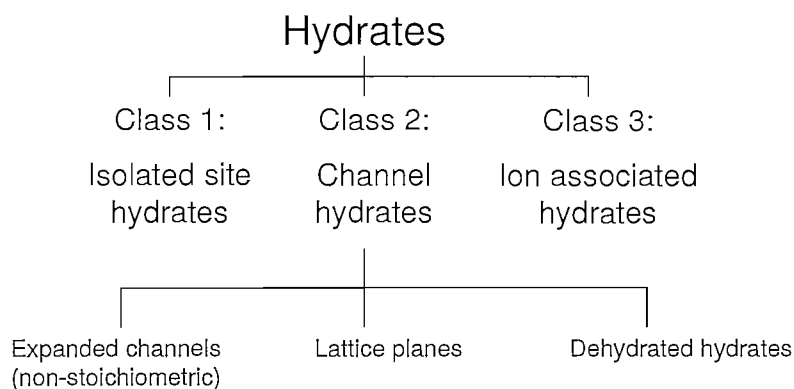 Hydrates
Class 1:
Isolated site
hydrates
Class 2:
Channel
hydrates
Class 3:
Ion associated
hydrates
Expanded channels
(non-stoichiometric)
Lattice planes
Dehydrated hydrates